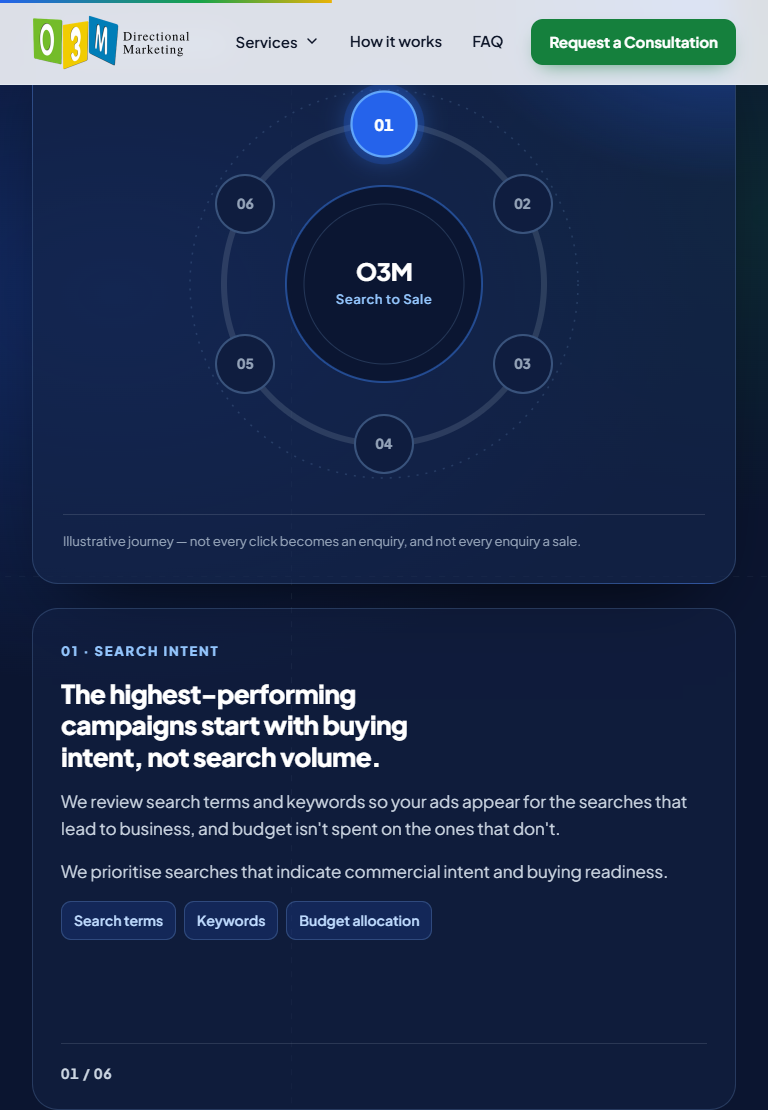 O3M Directional
Marketing
Services
How it works
FAQ
Request a Consultation
01
06
02
O3M
Search to Sale
05
03
04
Illustrative journey — not every click becomes an enquiry, and not every enquiry a sale.
01 · SEARCH INTENT
The highest-performing
campaigns start with buying
intent, not search volume.
We review search terms and keywords so your ads appear for the searches that
lead to business, and budget isn't spent on the ones that don't.
We prioritise searches that indicate commercial intent and buying readiness.
Search terms
Keywords
Budget allocation
01 / 06